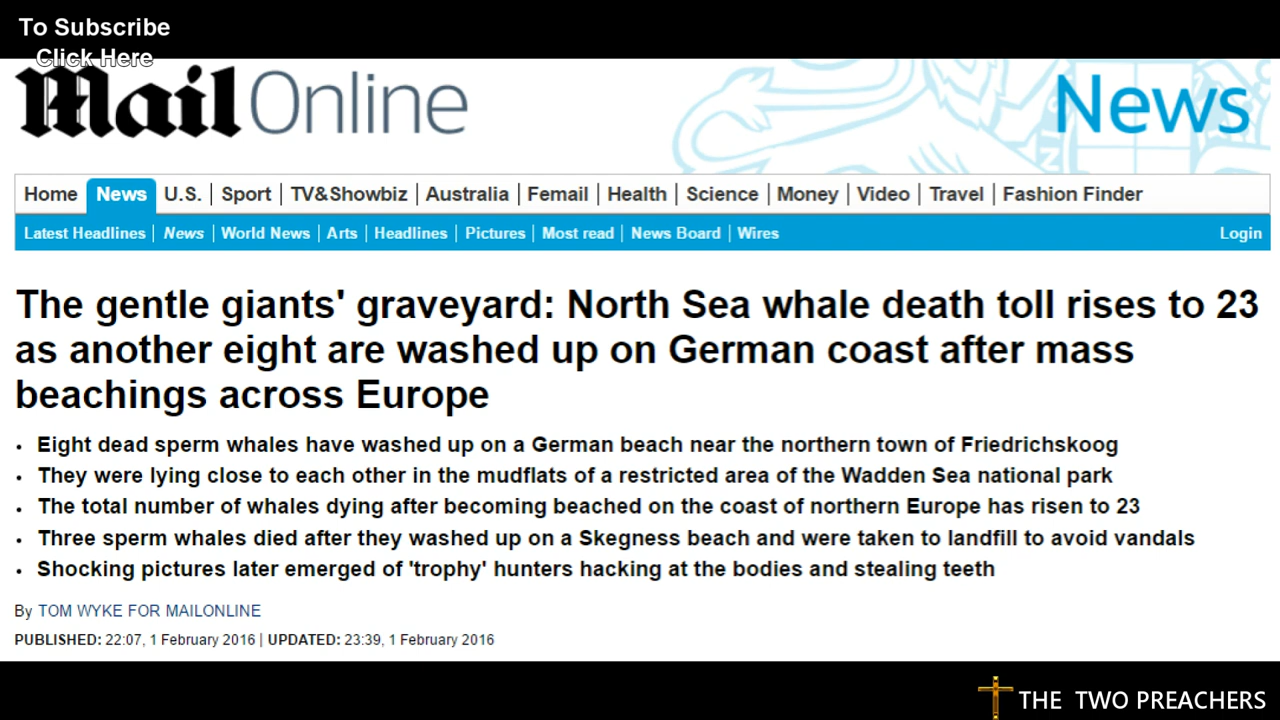 To Subscribe
Click Here
Mail Online
News
Home News U.S. | Sport | TV&Showbiz | Australia | Femail | Health | Science | Money | Video | Travel | Fashion Finder
Latest Headlines | News | World News | Arts | Headlines | Pictures | Most read | News Board | Wires Login
The gentle giants' graveyard: North Sea whale death toll rises to 23
as another eight are washed up on German coast after mass
beachings across Europe
• Eight dead sperm whales have washed up on a German beach near the northern town of Friedrichskoog
• They were lying close to each other in the mudflats of a restricted area of the Wadden Sea national park
• The total number of whales dying after becoming beached on the coast of northern Europe has risen to 23
• Three sperm whales died after they washed up on a Skegness beach and were taken to landfill to avoid vandals
• Shocking pictures later emerged of 'trophy' hunters hacking at the bodies and stealing teeth
By TOM WYKE FOR MAILONLINE
PUBLISHED: 22:07, 1 February 2016 | UPDATED: 23:39, 1 February 2016
THE TWO PREACHERS